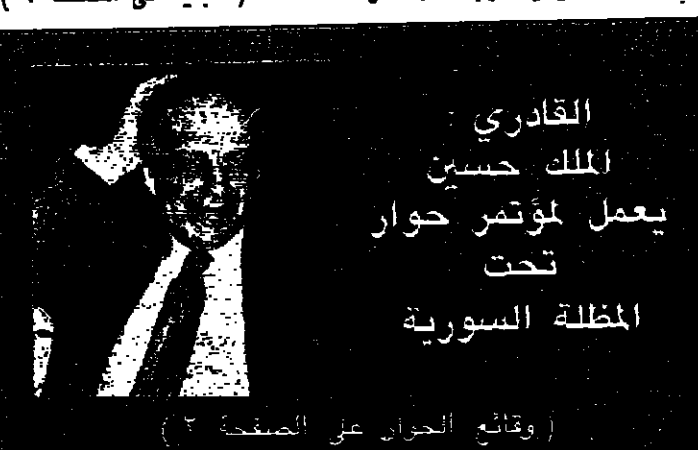 القادري :
الملك حسين
يعمل لمؤتمر حوار
تحت
المظلة السورية
( وقائع الحوار على الصفحة ٢ )